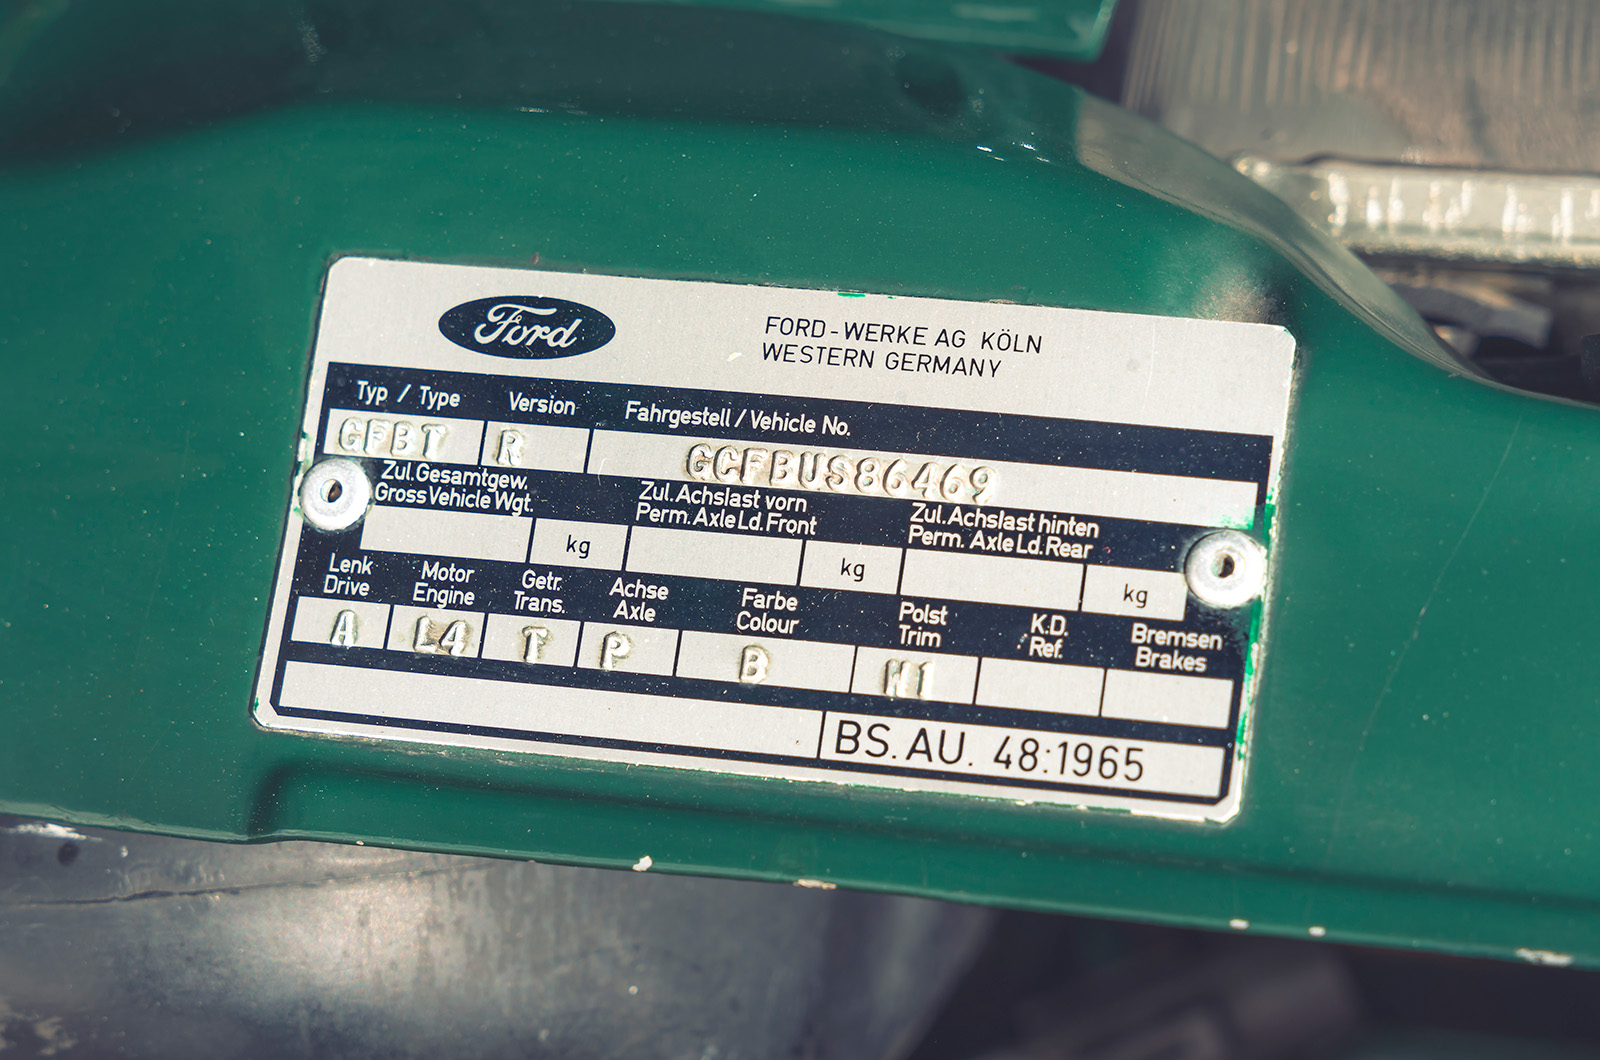 Ford
FORD-WERKE AG KÖLN
WESTERN GERMANY
Typ / Type Version Fahrgestell / Vehicle No.
GFBT R GCFBUS86469
Zul.Gesamtgew. Zul.Achslast vorn Zul.Achslast hinten
Gross Vehicle Wgt. Perm.Axle Ld.Front Perm. Axle Ld.Rear
kg kg kg
Lenk Motor Getr. Achse Farbe Polst K.D. Bremsen
Drive Engine Trans. Axle Colour Trim Ref. Brakes
A L4 T P B W1
BS.AU. 48:1965